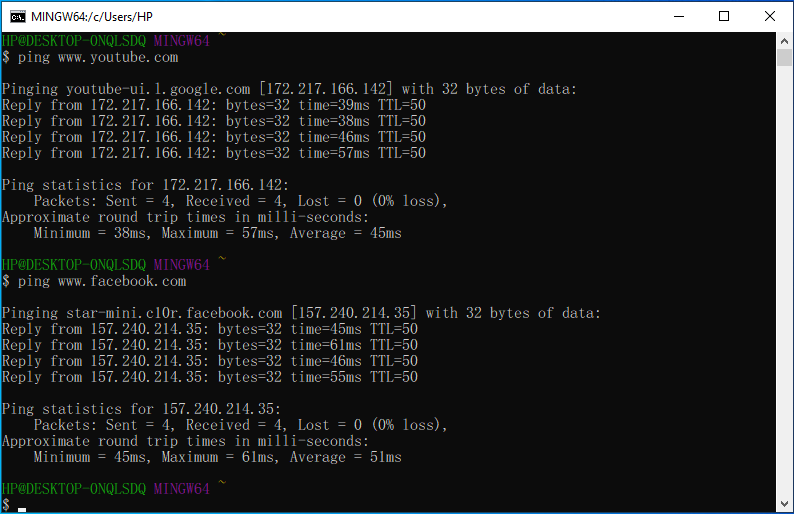 MINGW64:/c/Users/HP
HP@DESKTOP-0NQLSDQ MINGW64 ~
$ ping www.youtube.com
Pinging youtube-ui.l.google.com [172.217.166.142] with 32 bytes of data:
Reply from 172.217.166.142: bytes=32 time=39ms TTL=50
Reply from 172.217.166.142: bytes=32 time=38ms TTL=50
Reply from 172.217.166.142: bytes=32 time=46ms TTL=50
Reply from 172.217.166.142: bytes=32 time=57ms TTL=50
Ping statistics for 172.217.166.142:
    Packets: Sent = 4, Received = 4, Lost = 0 (0% loss),
Approximate round trip times in milli-seconds:
    Minimum = 38ms, Maximum = 57ms, Average = 45ms
HP@DESKTOP-0NQLSDQ MINGW64 ~
$ ping www.facebook.com
Pinging star-mini.c10r.facebook.com [157.240.214.35] with 32 bytes of data:
Reply from 157.240.214.35: bytes=32 time=45ms TTL=50
Reply from 157.240.214.35: bytes=32 time=61ms TTL=50
Reply from 157.240.214.35: bytes=32 time=46ms TTL=50
Reply from 157.240.214.35: bytes=32 time=55ms TTL=50
Ping statistics for 157.240.214.35:
    Packets: Sent = 4, Received = 4, Lost = 0 (0% loss),
Approximate round trip times in milli-seconds:
    Minimum = 45ms, Maximum = 61ms, Average = 51ms
HP@DESKTOP-0NQLSDQ MINGW64 ~
$